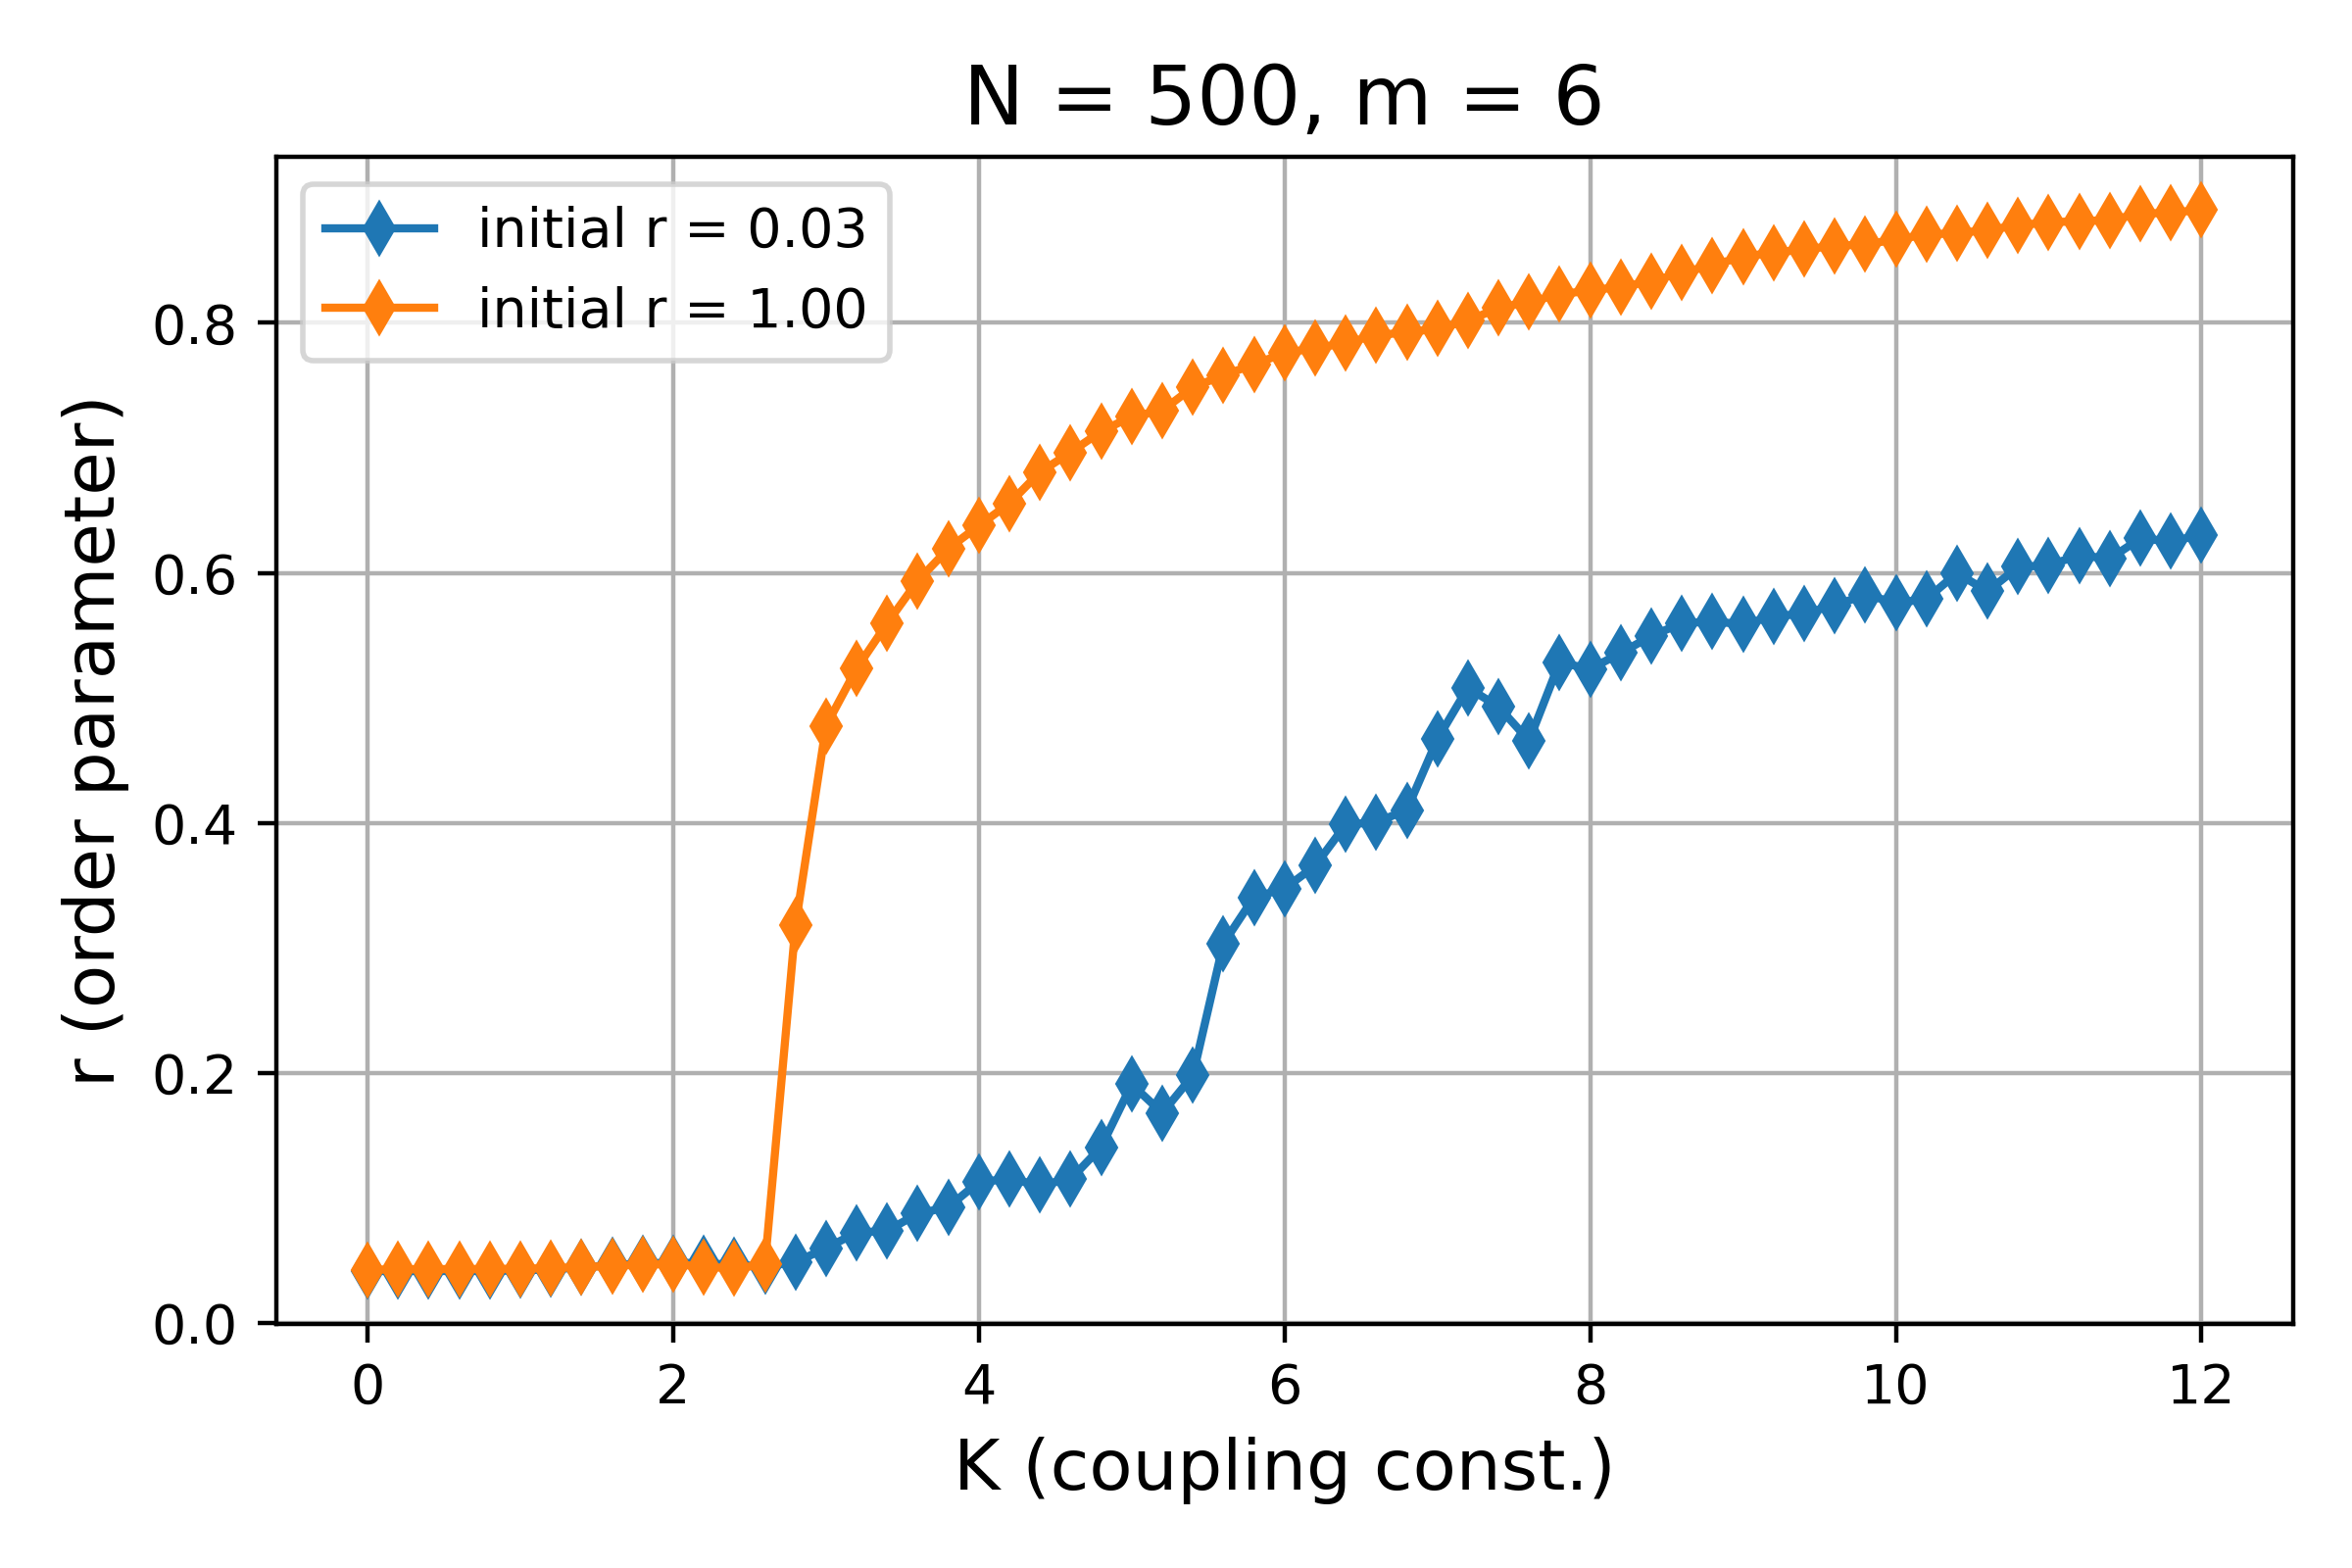 N = 500, m = 6
initial r = 0.03
initial r = 1.00
r (order parameter)
0.8
0.6
0.4
0.2
0.0
0 2 4 6 8 10 12
K (coupling const.)